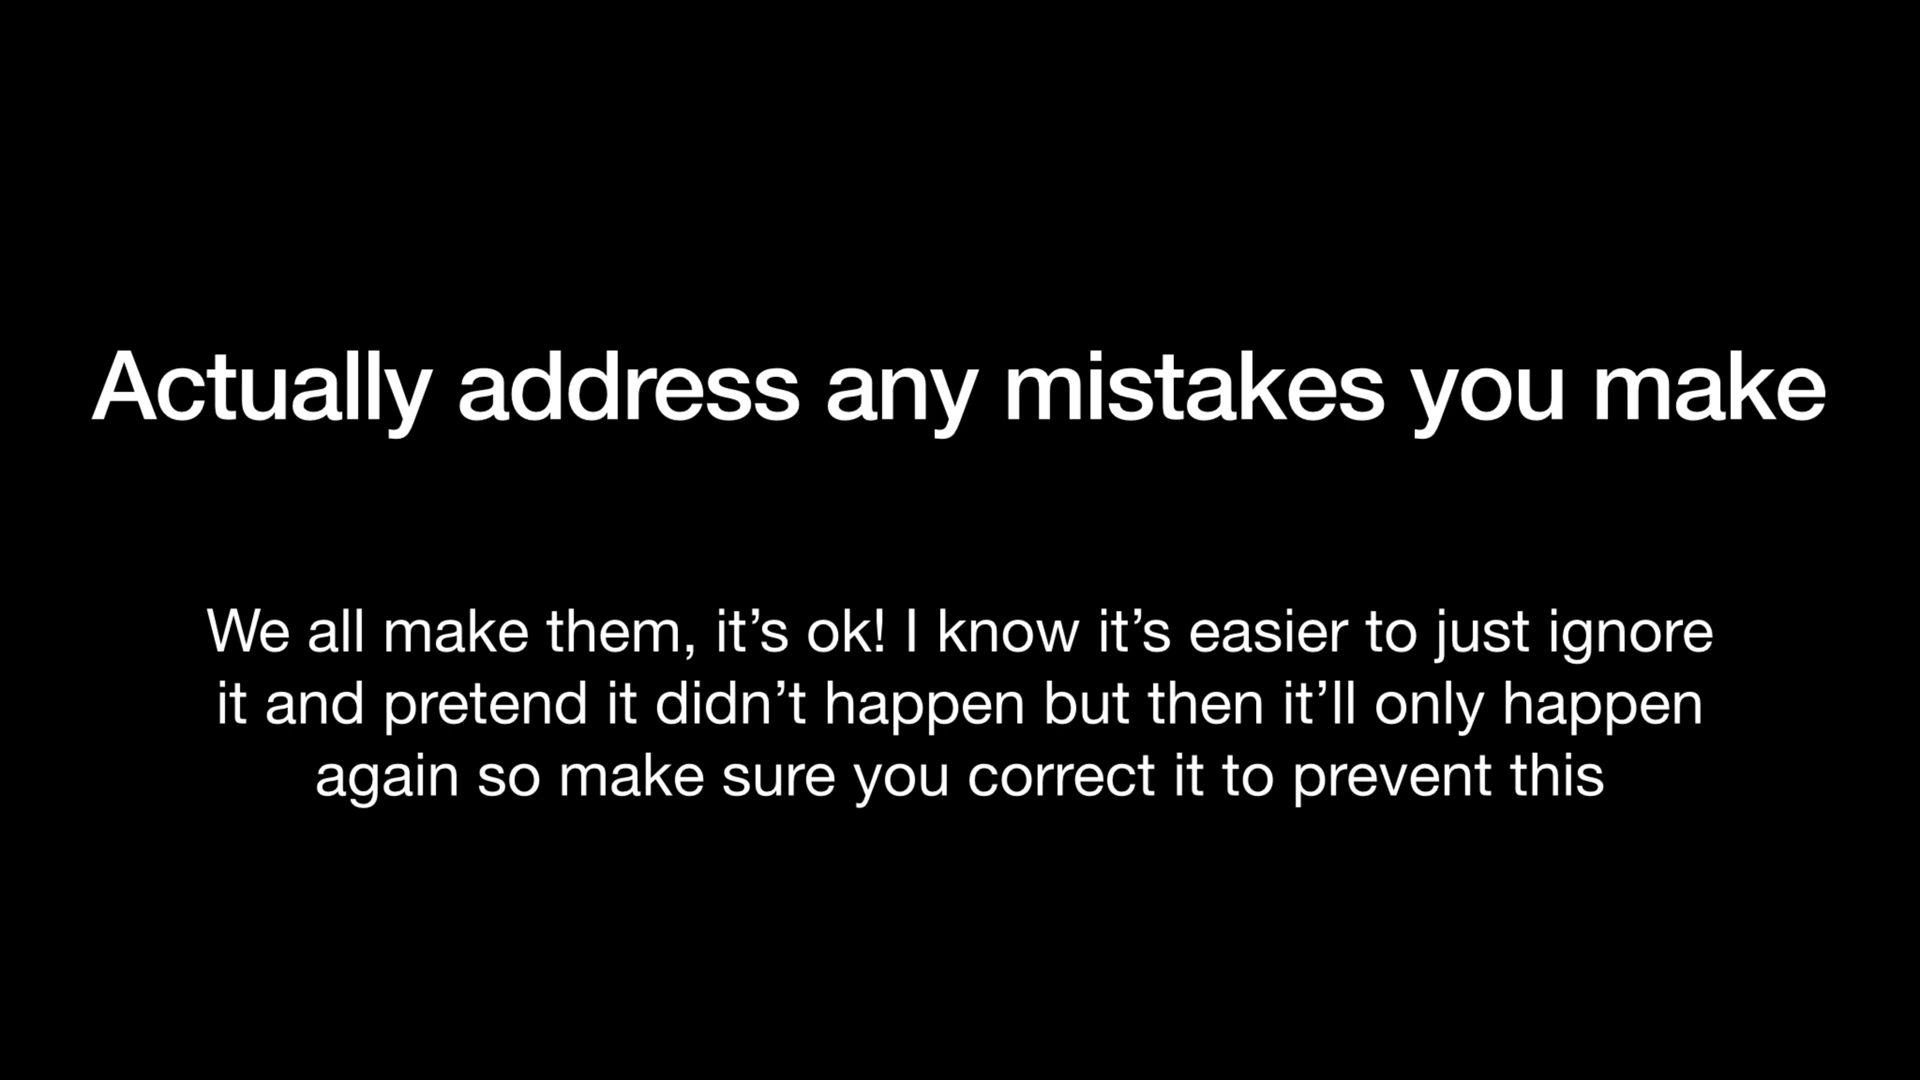 Actually address any mistakes you make
We all make them, it’s ok! I know it’s easier to just ignore
it and pretend it didn’t happen but then it’ll only happen
again so make sure you correct it to prevent this